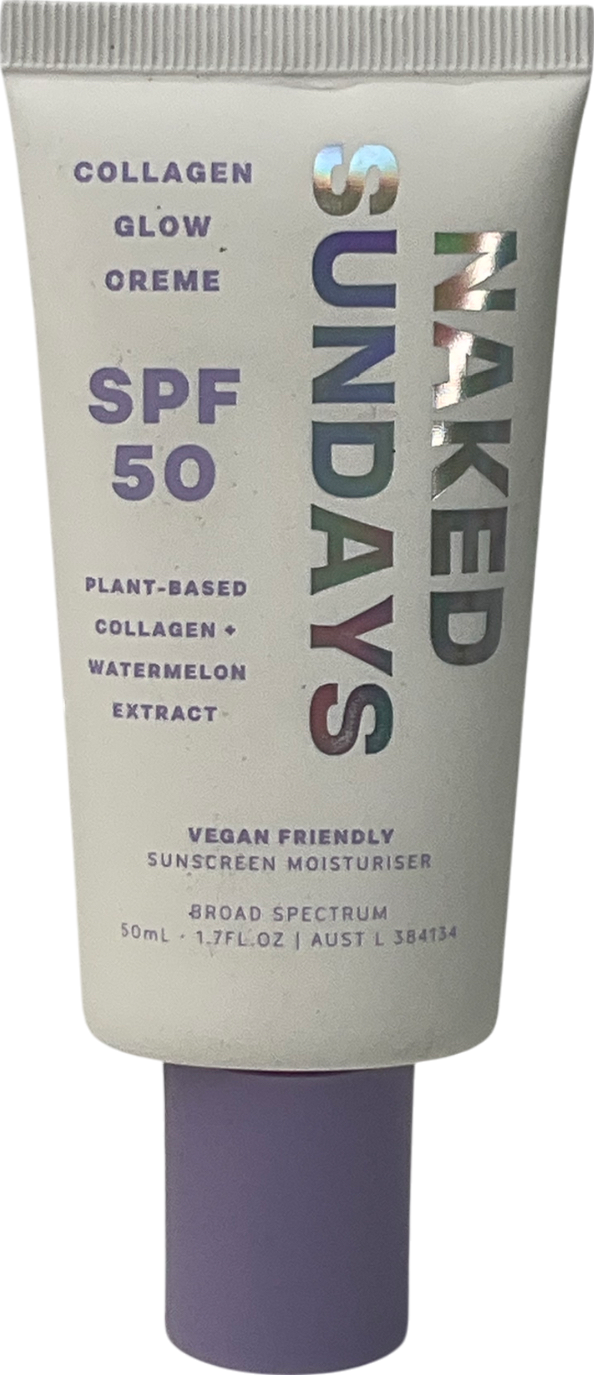 COLLAGEN
GLOW
CREME
SPF
50
PLANT-BASED
COLLAGEN +
WATERMELON
EXTRACT
NAKED
SUNDAYS
VEGAN FRIENDLY
SUNSCREEN MOISTURISER
BROAD SPECTRUM
50mL - 1.7FL.OZ | AUST L 384134